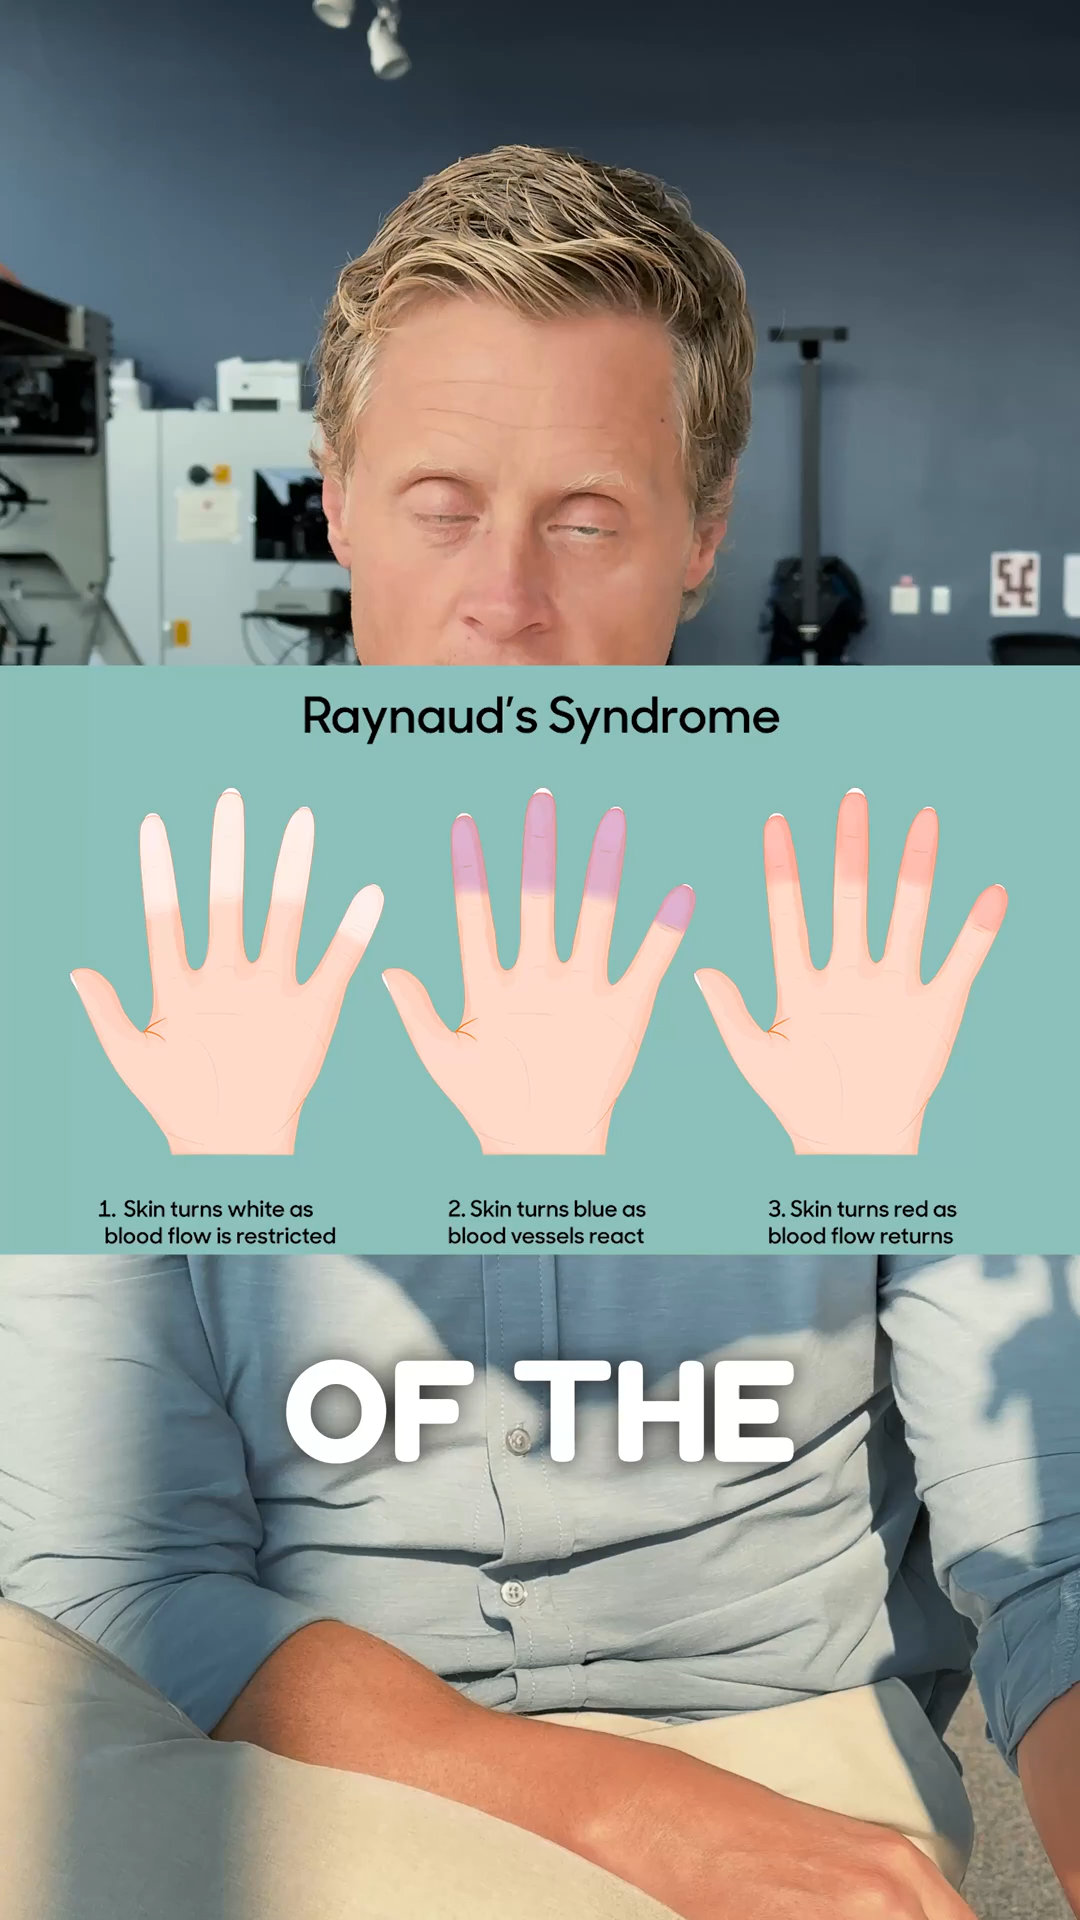 Raynaud's Syndrome
1. Skin turns white as
blood flow is restricted
2. Skin turns blue as
blood vessels react
3. Skin turns red as
blood flow returns
OF THE